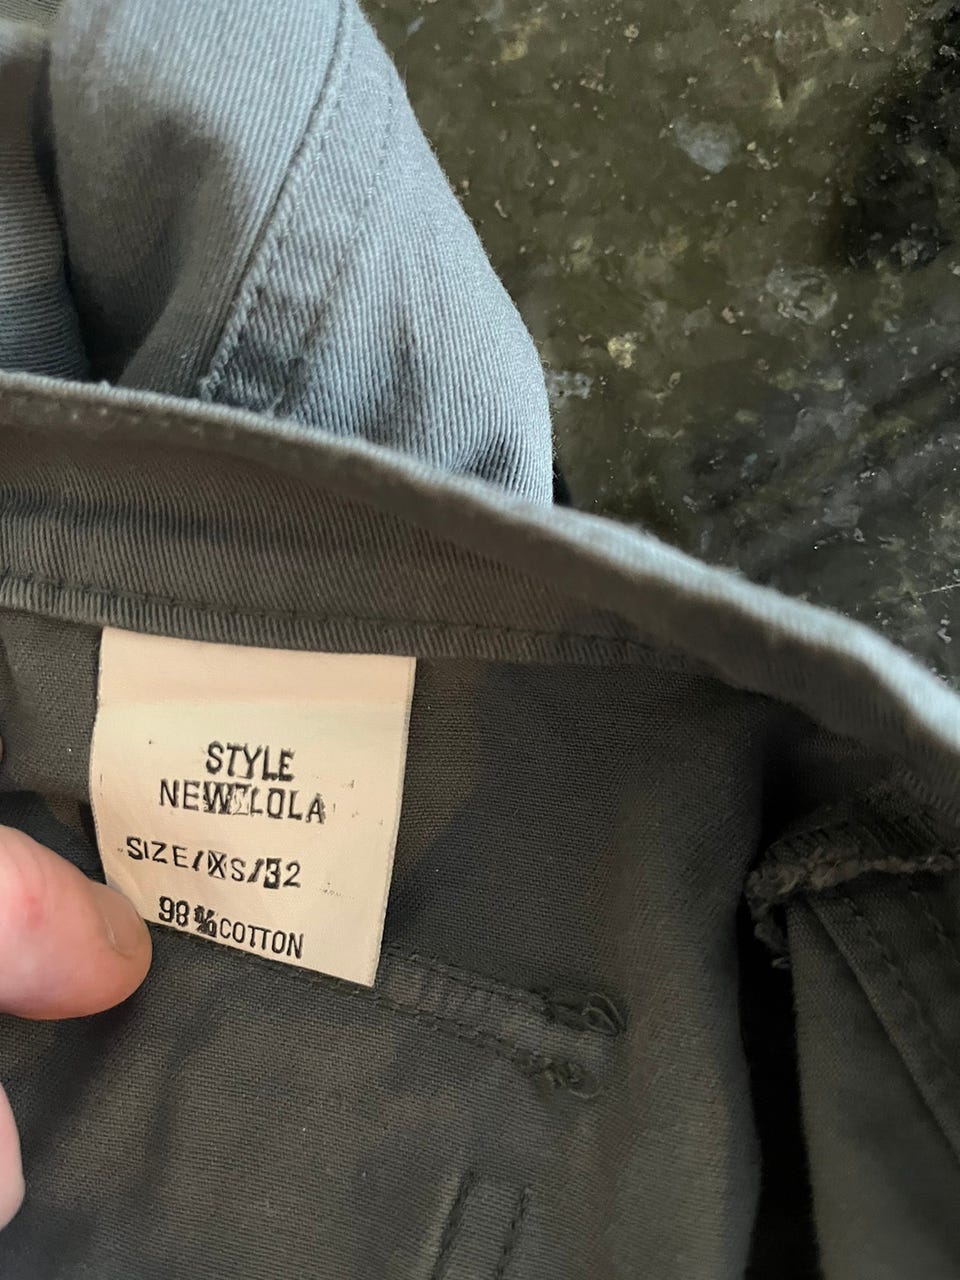 STYLE
NEW LOLA
SIZE/XS/32
98%COTTON